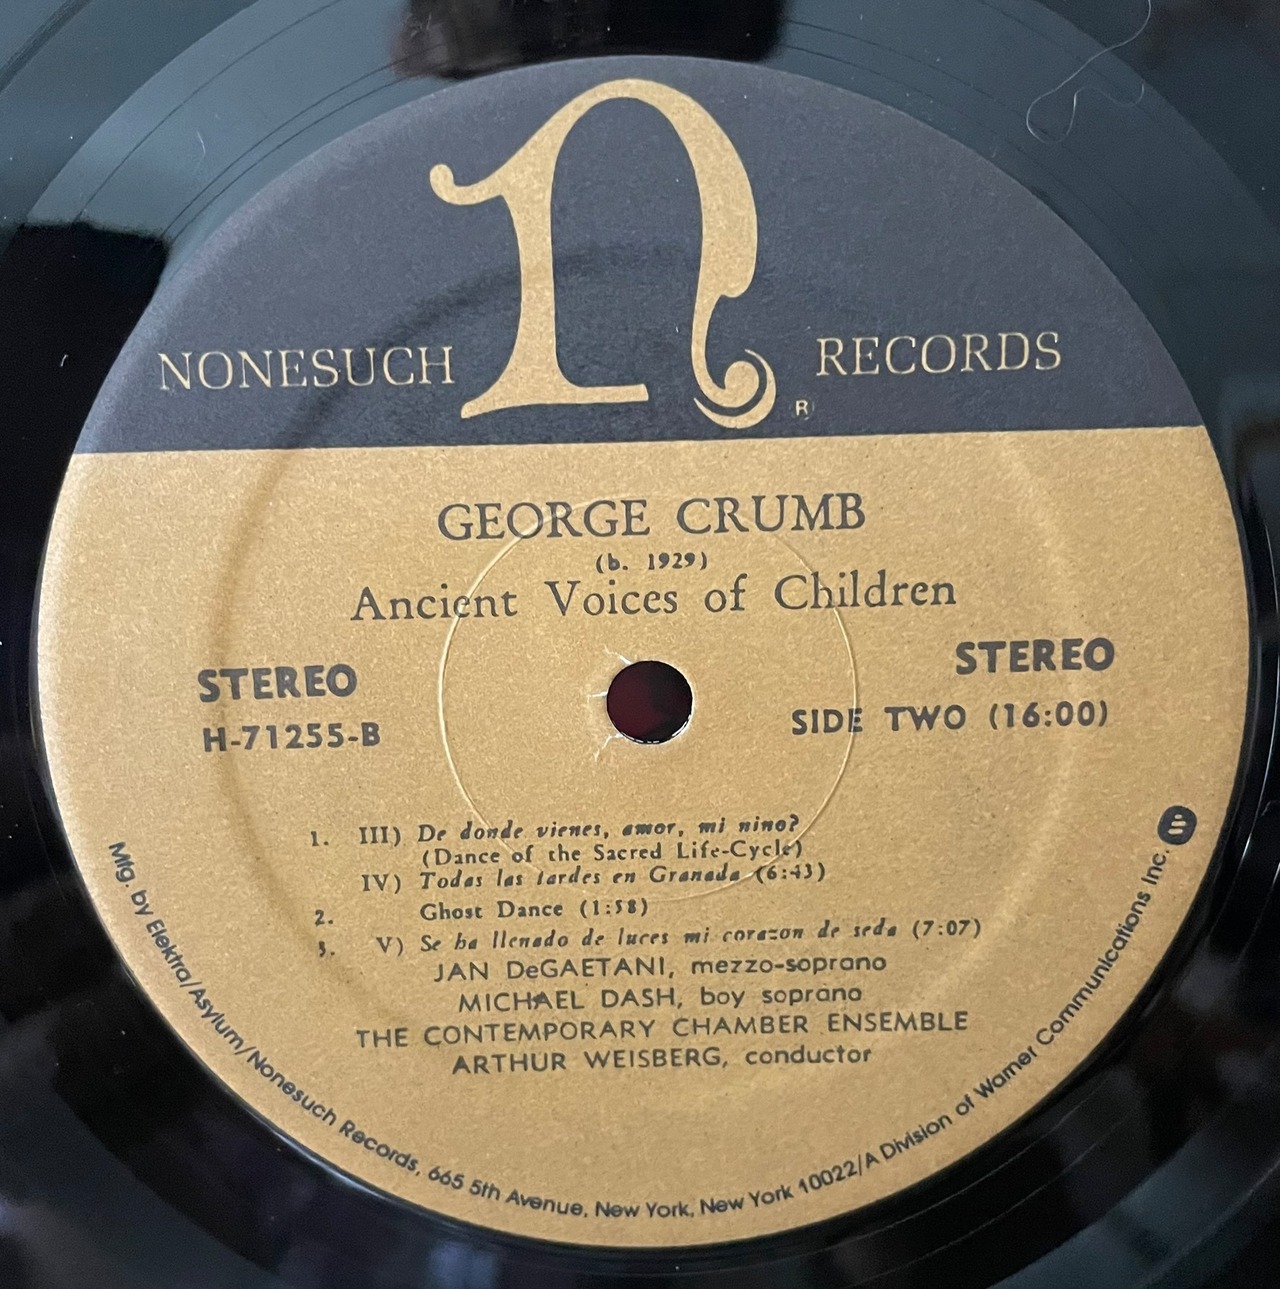 NONESUCH RECORDS
®
GEORGE CRUMB
(b. 1929)
Ancient Voices of Children
STEREO
H-71255-B
STEREO
SIDE TWO (16:00)
1. III) De donde vienes, amor, mi nino?
(Dance of the Sacred Life-Cycle)
IV) Todas las tardes en Granada (6:43)
2. Ghost Dance (1:58)
3. V) Se ha llenado de luces mi corazon de seda (7:07)
JAN DeGAETANI, mezzo-soprano
MICHAEL DASH, boy soprano
THE CONTEMPORARY CHAMBER ENSEMBLE
ARTHUR WEISBERG, conductor
Mfg. by Elektra/Asylum/Nonesuch Records, 665 5th Avenue, New York, New York 10022/A Division of Warner Communications Inc.